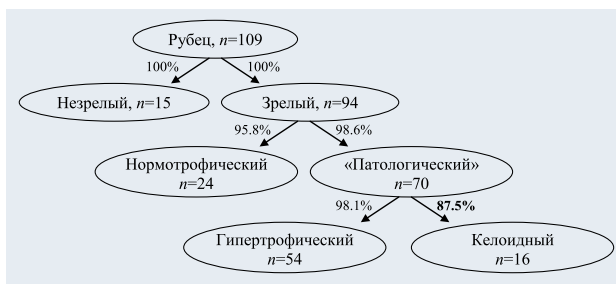 Рубец, n=109
100%
100%
Незрелый, n=15
Зрелый, n=94
95.8%
98.6%
Нормотрофический
n=24
«Патологический»
n=70
98.1%
87.5%
Гипертрофический
n=54
Келоидный
n=16